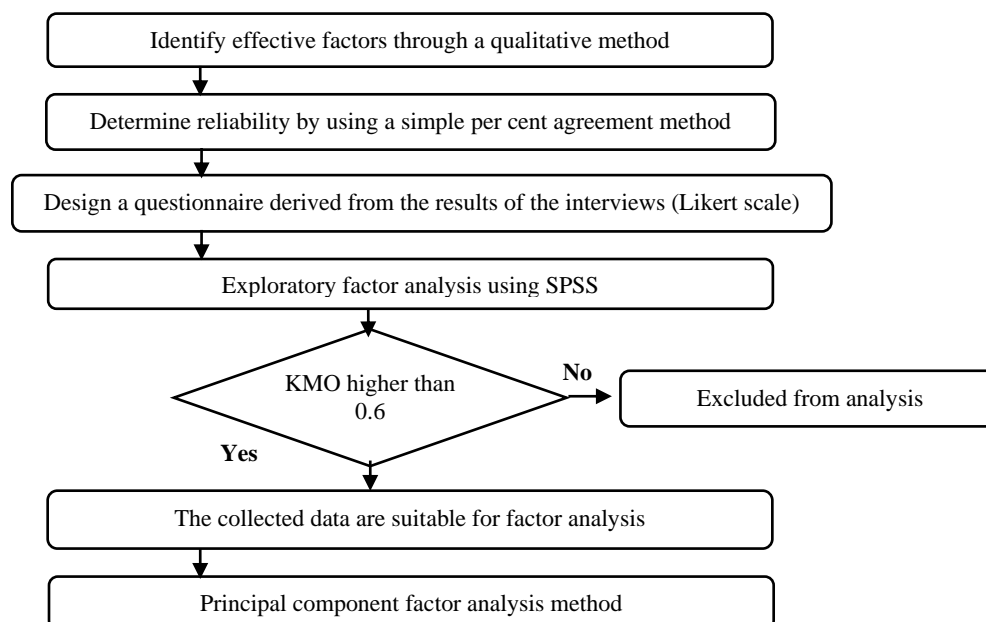 Identify effective factors through a qualitative method
Determine reliability by using a simple per cent agreement method
Design a questionnaire derived from the results of the interviews (Likert scale)
Exploratory factor analysis using SPSS
KMO higher than
0.6
No
Excluded from analysis
Yes
The collected data are suitable for factor analysis
Principal component factor analysis method